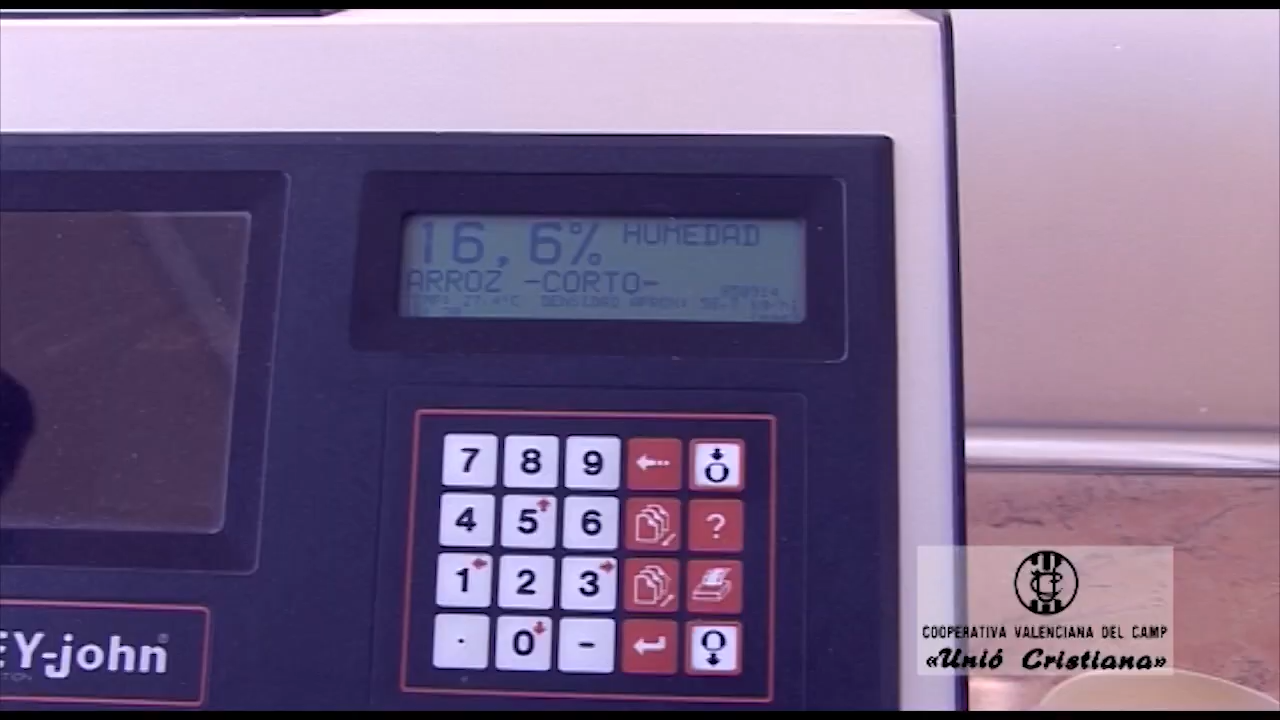 16,6% HUMEDAD
ARROZ -CORTO-
DENSIDAD APROX:
7 8 9
4 5 6 ?
1 2 3
. 0 -
EY-john®
COOPERATIVA VALENCIANA DEL CAMP
«Unió Cristiana»